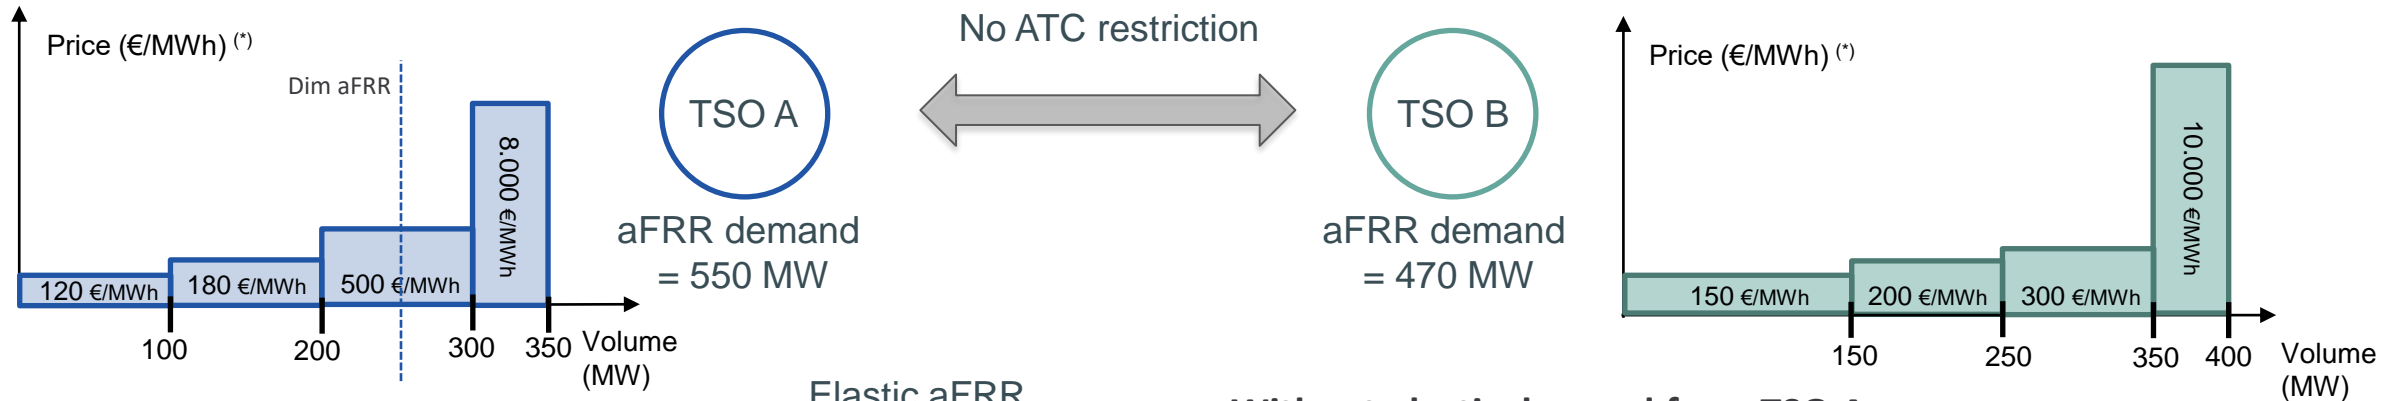 Price (€/MWh) (*)
Dim aFRR
120 €/MWh
180 €/MWh
500 €/MWh
8.000 €/MWh
100
200
300
350
Volume
(MW)
TSO A
aFRR demand
= 550 MW
No ATC restriction
TSO B
aFRR demand
= 470 MW
Price (€/MWh) (*)
150 €/MWh
200 €/MWh
300 €/MWh
10.000 €/MWh
150
250
350
400
Volume
(MW)
Elastic aFRR